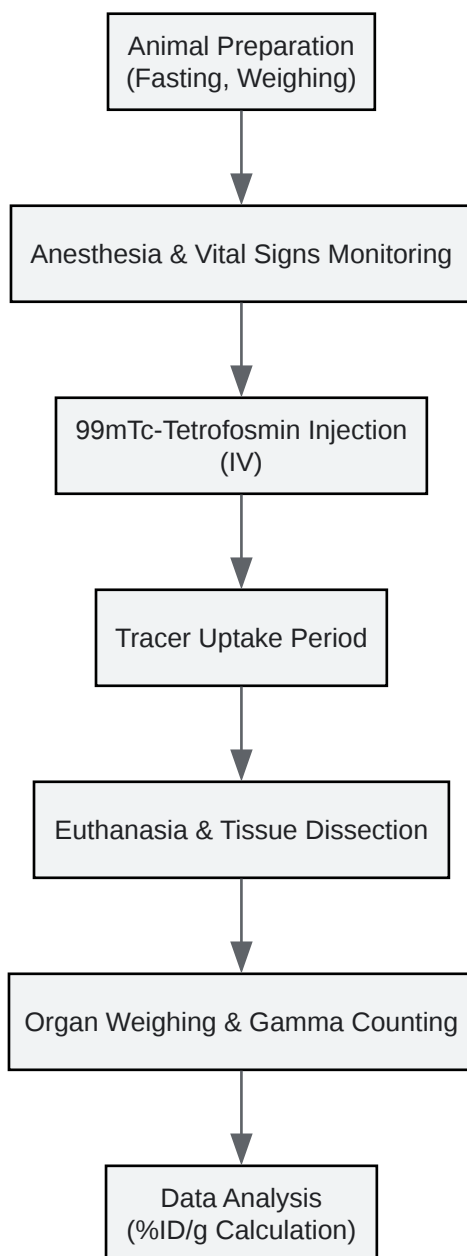 Animal Preparation
(Fasting, Weighing)
Anesthesia & Vital Signs Monitoring
99mTc-Tetrofosmin Injection
(IV)
Tracer Uptake Period
Euthanasia & Tissue Dissection
Organ Weighing & Gamma Counting
Data Analysis
(%ID/g Calculation)